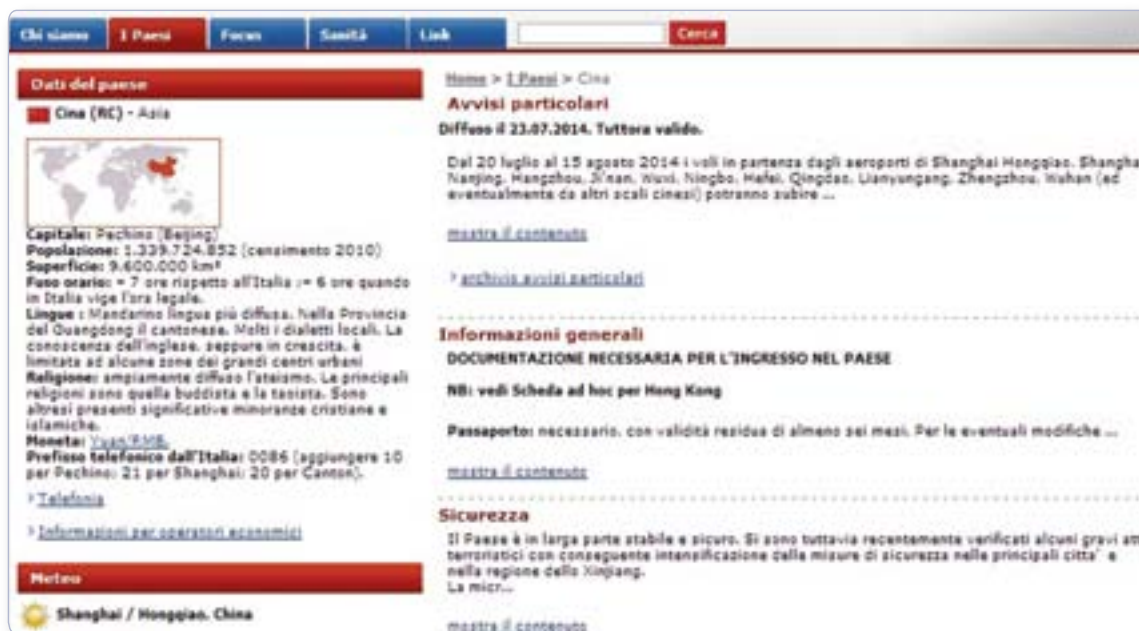 Chi siamo I Paesi Focus Sanità Link Cerca
Dati del paese
Cina (RC) - Asia
Capitale: Pechino (Beijing)
Popolazione: 1.339.724.852 (censimento 2010)
Superficie: 9.600.000 km²
Fuso orario: + 7 ore rispetto all'Italia ;+ 6 ore quando
in Italia vige l'ora legale.
Lingue : Mandarino lingua più diffusa. Nella Provincia
del Guangdong il cantonese. Molti i dialetti locali. La
conoscenza dell'inglese, seppure in crescita, è
limitata ad alcune zone dei grandi centri urbani
Religione: ampiamente diffuso l'ateismo. Le principali
religioni sono quella buddista e la taoista. Sono
altresì presenti significative minoranze cristiane e
islamiche.
Moneta: Yuan/RMB.
Prefisso telefonico dall'Italia: 0086 (aggiungere 10
per Pechino; 21 per Shanghai; 20 per Canton).
Telefonia
Informazioni per operatori economici
Meteo
Shanghai / Hongqiao, China
Home > I Paesi > Cina
Avvisi particolari
Diffuso il 23.07.2014. Tuttora valido.
Dal 20 luglio al 15 agosto 2014 i voli in partenza dagli aeroporti di Shanghai Hongqiao, Shangha
Nanjing, Hangzhou, Ji'nan, Wuxi, Ningbo, Hefei, Qingdao, Lianyungang, Zhengzhou, Wuhan (ed
eventualmente da altri scali cinesi) potranno subire ...
mostra il contenuto
archivio avvisi particolari
Informazioni generali
DOCUMENTAZIONE NECESSARIA PER L'INGRESSO NEL PAESE
NB: vedi Scheda ad hoc per Hong Kong
Passaporto: necessario, con validità residua di almeno sei mesi. Per le eventuali modifiche ...
mostra il contenuto
Sicurezza
Il Paese è in larga parte stabile e sicuro. Si sono tuttavia recentemente verificati alcuni gravi att
terroristici con conseguente intensificazione delle misure di sicurezza nelle principali citta' e
nella regione dello Xinjiang.
La micr...
mostra il contenuto